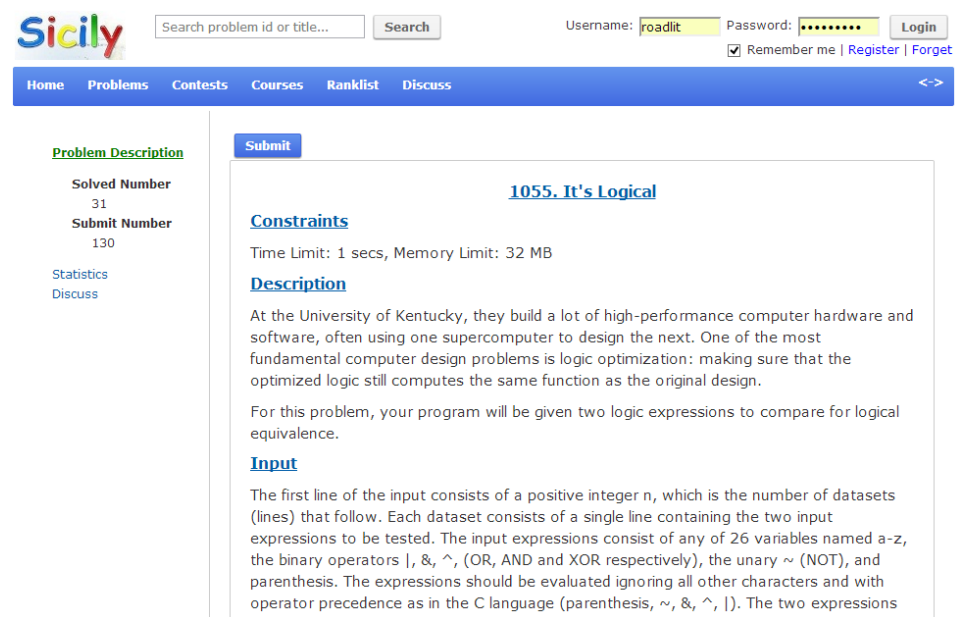 Sicily
Search problem id or title...
Search
Username: roadlit Password: ••••••••• Login
Remember me | Register | Forget
Home Problems Contests Courses Ranklist Discuss <->
Problem Description
Solved Number
31
Submit Number
130
Statistics
Discuss
Submit
1055. It's Logical
Constraints
Time Limit: 1 secs, Memory Limit: 32 MB
Description
At the University of Kentucky, they build a lot of high-performance computer hardware and
software, often using one supercomputer to design the next. One of the most
fundamental computer design problems is logic optimization: making sure that the
optimized logic still computes the same function as the original design.
For this problem, your program will be given two logic expressions to compare for logical
equivalence.
Input
The first line of the input consists of a positive integer n, which is the number of datasets
(lines) that follow. Each dataset consists of a single line containing the two input
expressions to be tested. The input expressions consist of any of 26 variables named a-z,
the binary operators |, &, ^, (OR, AND and XOR respectively), the unary ~ (NOT), and
parenthesis. The expressions should be evaluated ignoring all other characters and with
operator precedence as in the C language (parenthesis, ~, &, ^, |). The two expressions